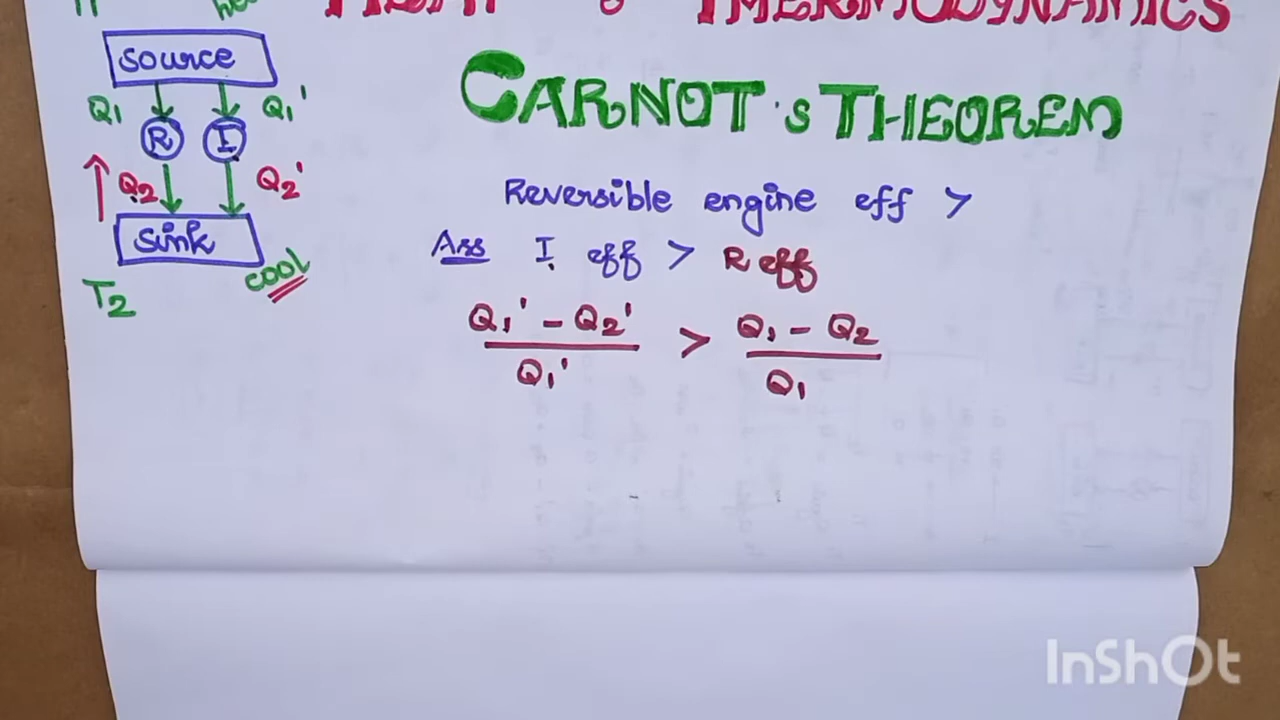 & THERMODYNAMICS
CARNOT'S THEOREM
source
Q1 Q1'
R I
Q2 Q2'
sink
cool
T2
Reversible engine eff >
Ass I eff > R eff
Q1' - Q2' > Q1 - Q2
Q1' Q1
InShOt